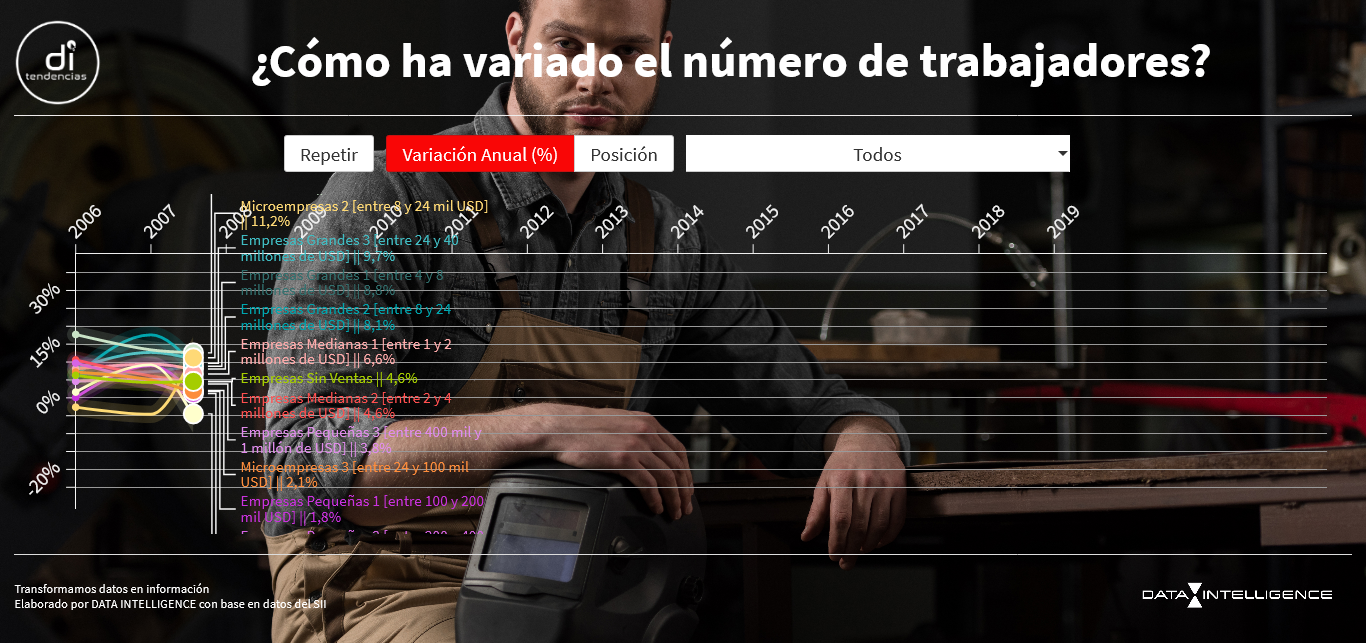 di
tendencias
¿Cómo ha variado el número de trabajadores?
Repetir
Variación Anual (%)
Posición
Todos
2006 2007 2008 2009 2010 2011 2012 2013 2014 2015 2016 2017 2018 2019
30%
15%
0%
-20%
Microempresas 2 [entre 8 y 24 mil USD]
|| 11,2%
Empresas Grandes 3 [entre 24 y 40
millones de USD] || 9,7%
Empresas Grandes 1 [entre 4 y 8
millones de USD] || 8,8%
Empresas Grandes 2 [entre 8 y 24
millones de USD] || 8,1%
Empresas Medianas 1 [entre 1 y 2
millones de USD] || 6,6%
Empresas Sin Ventas || 4,6%
Empresas Medianas 2 [entre 2 y 4
millones de USD] || 4,6%
Empresas Pequeñas 3 [entre 400 mil y
1 millón de USD] ||
Microempresas 3 [entre 24 y 100 mil
USD] || 2,1%
Empresas Pequeñas 1 [entre 100 y 200
mil USD] || 1,8%
Transformamos datos en información
Elaborado por DATA INTELLIGENCE con base en datos del SII
DATA INTELLIGENCE